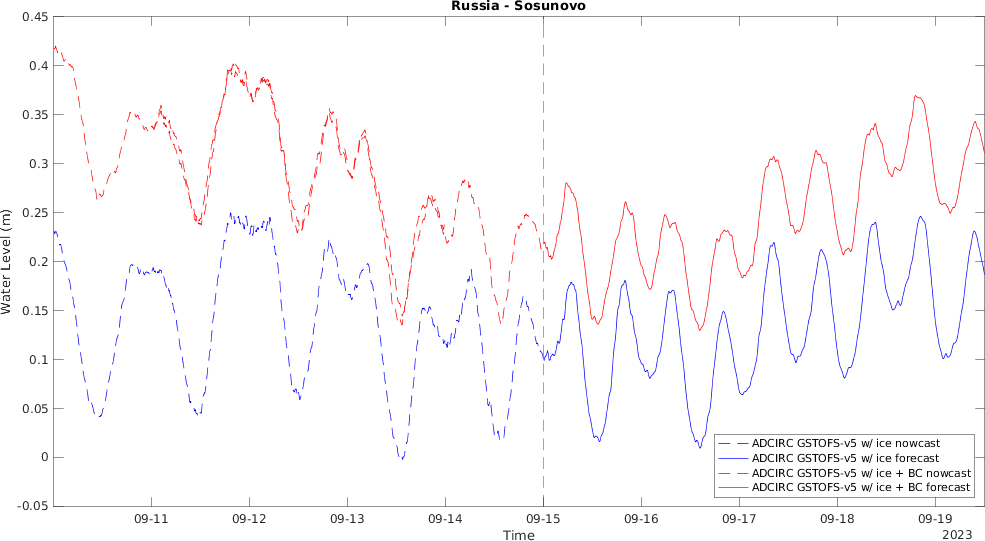 Russia - Sosunovo
0.45
0.4
0.35
0.3
0.25
0.2
0.15
0.1
0.05
0
-0.05
Water Level (m)
ADCIRC GSTOFS-v5 w/ ice nowcast
ADCIRC GSTOFS-v5 w/ ice forecast
ADCIRC GSTOFS-v5 w/ ice + BC nowcast
ADCIRC GSTOFS-v5 w/ ice + BC forecast
09-11 09-12 09-13 09-14 09-15 09-16 09-17 09-18 09-19
Time
2023